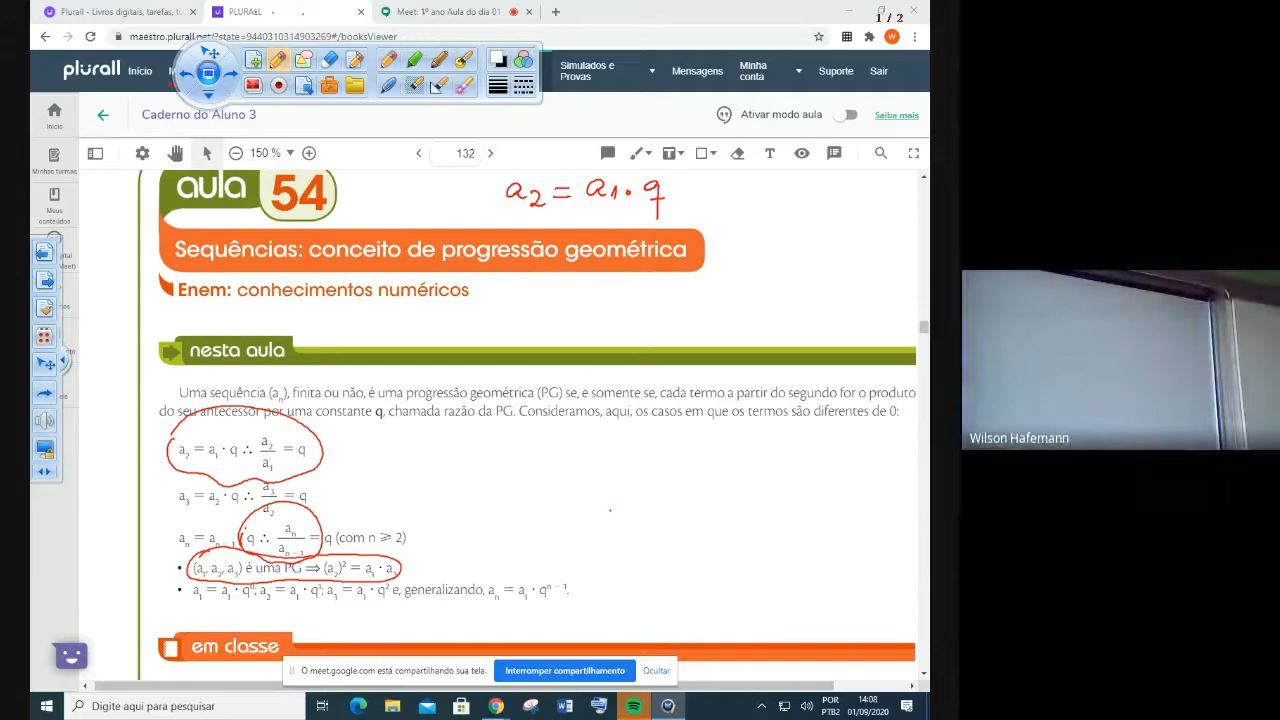 Plurall - Livros digitais, tarefas, tu
PLURALL
Meet: 1º ano Aula do dia 01
1 / 2
maestro.plurall.net/?state=9440310314903269#/booksViewer
W
plurall
Início
Simulados e Provas
Mensagens
Minha conta
Suporte
Sair
Início
Minhas turmas
Meus conteúdos
Caderno do Aluno 3
Ativar modo aula
Saiba mais
150 %
132
aula 54
a2 = a1 · q
Sequências: conceito de progressão geométrica
Enem: conhecimentos numéricos
nesta aula
Uma sequência (an), finita ou não, é uma progressão geométrica (PG) se, e somente se, cada termo a partir do segundo for o produto
do seu antecessor por uma constante q, chamada razão da PG. Consideramos, aqui, os casos em que os termos são diferentes de 0:
a2 = a1 · q ∴ a2/a1 = q
a3 = a2 · q ∴ a3/a2 = q
an = an–1 · q ∴ an/an–1 = q (com n ⩾ 2)
• (a1, a2, a3) é uma PG ⟹ (a2)² = a1 · a3
• a1 = a1 · q⁰; a2 = a1 · q¹; a3 = a1 · q² e, generalizando, an = a1 · qⁿ⁻¹.
em classe
O meet.google.com está compartilhando sua tela.
Interromper compartilhamento
Ocultar
Wilson Hafemann
Digite aqui para pesquisar
POR
PTB2
14:08
01/09/2020